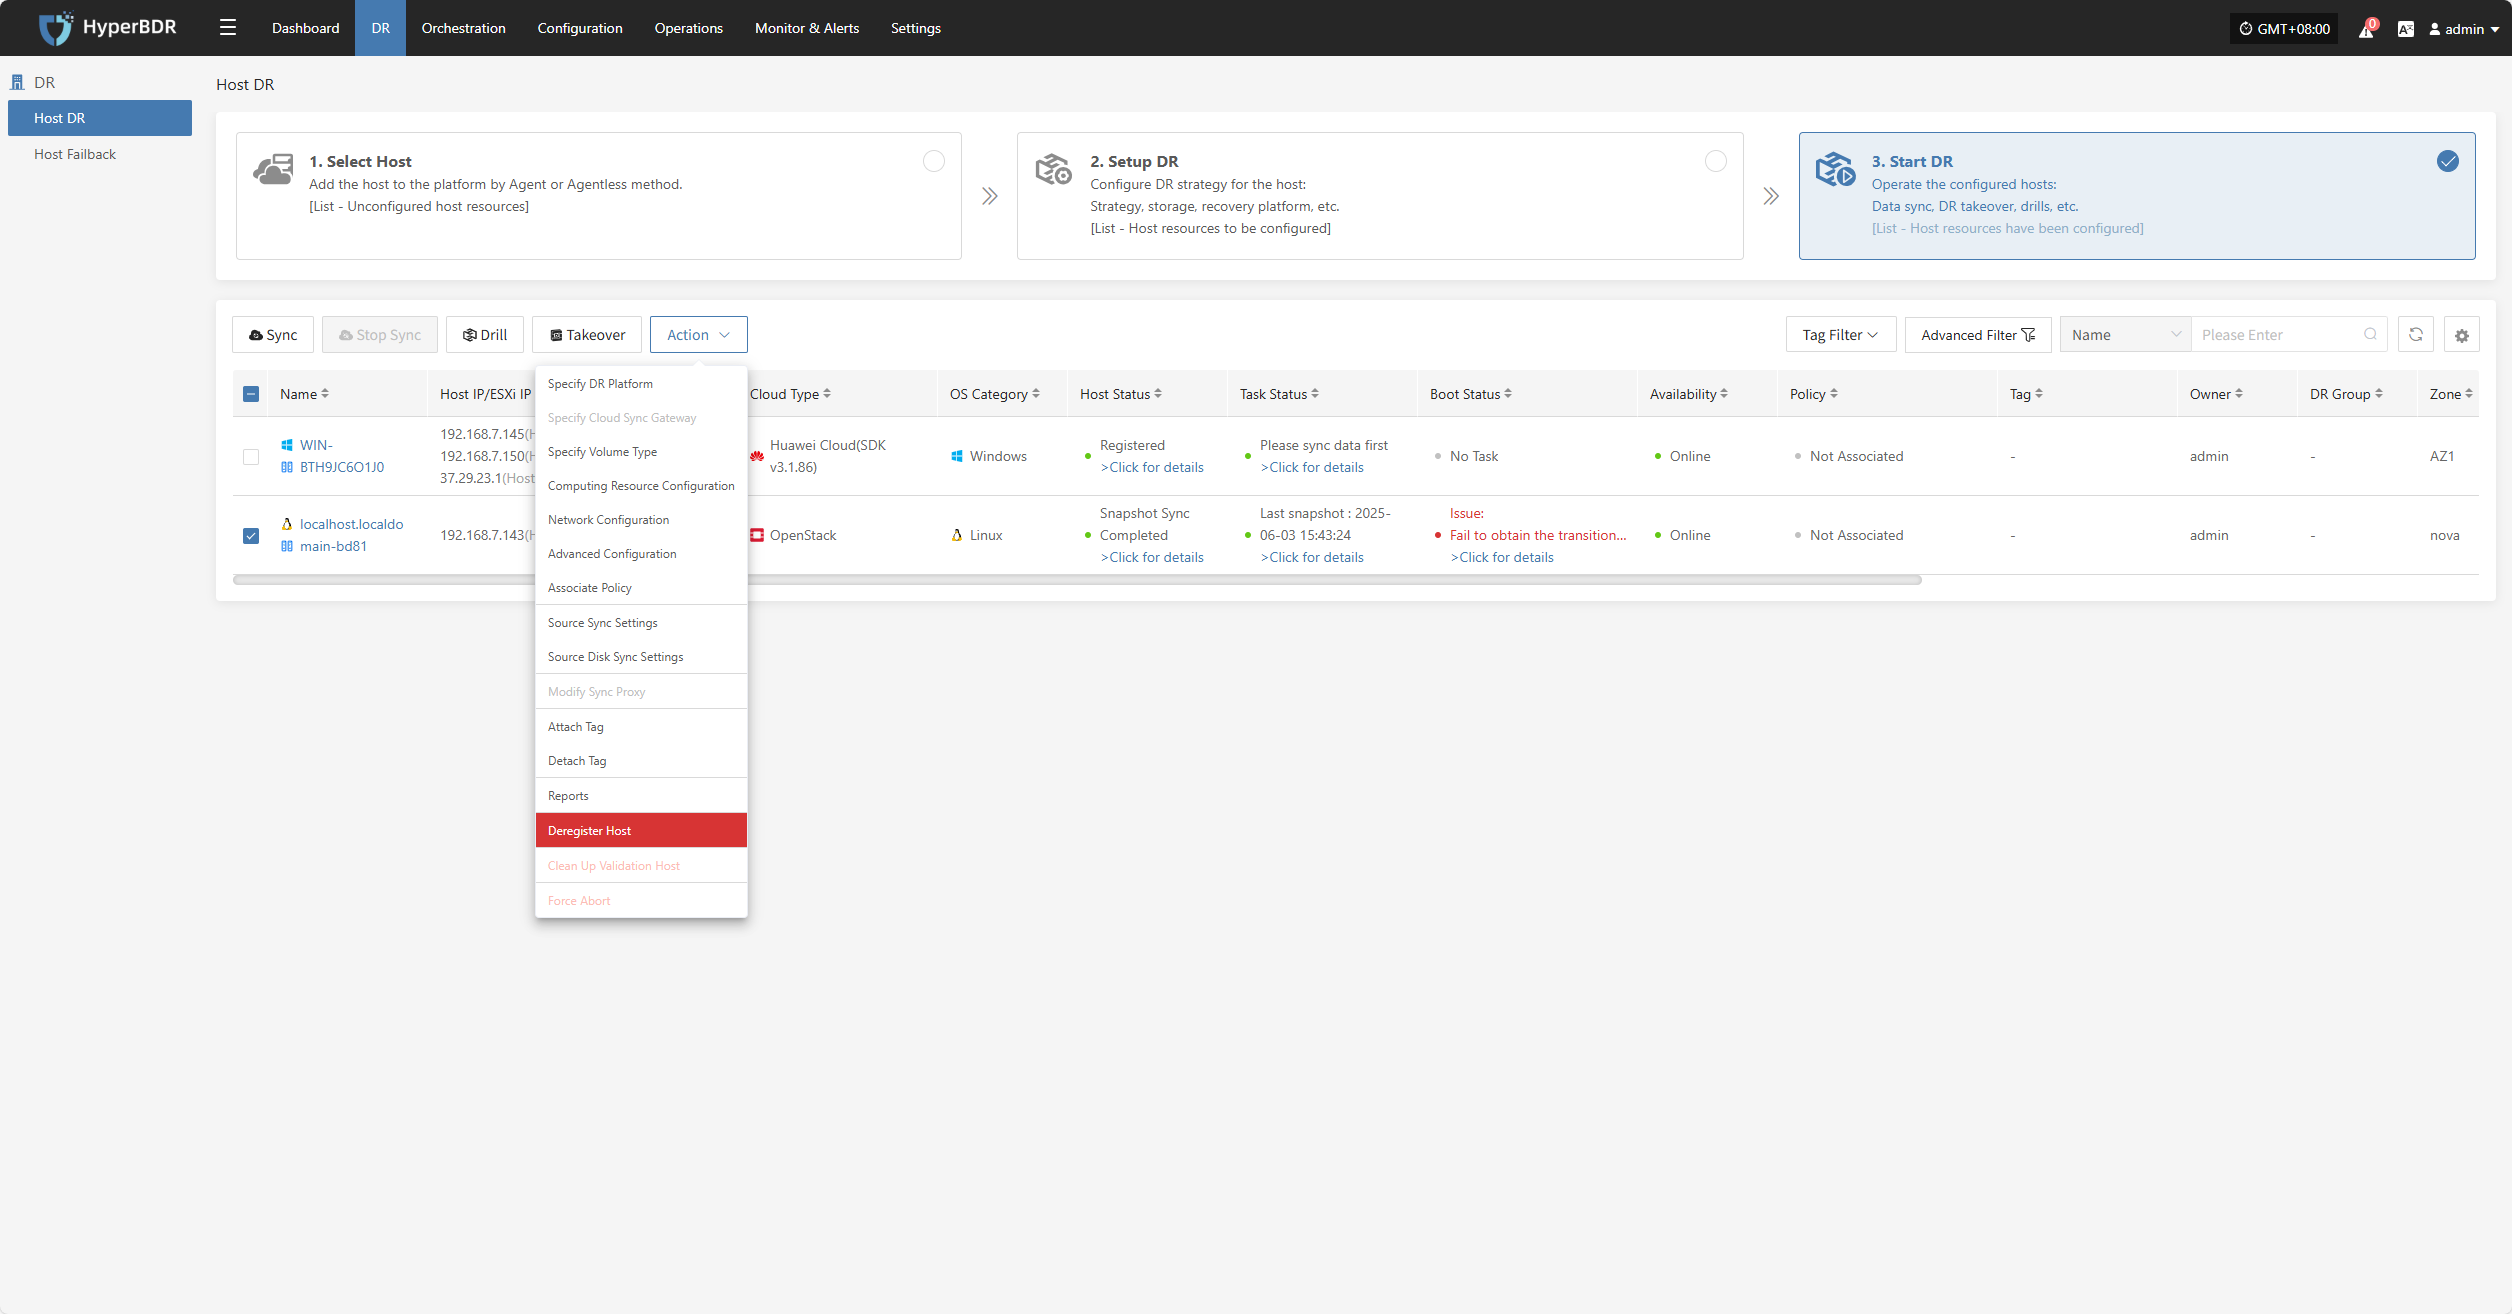 HyperBDR
Dashboard
DR
Orchestration
Configuration
Operations
Monitor & Alerts
Settings
GMT+08:00
0
admin
DR
Host DR
Host Failback
Host DR
1. Select Host
Add the host to the platform by Agent or Agentless method.
[List - Unconfigured host resources]
2. Setup DR
Configure DR strategy for the host:
Strategy, storage, recovery platform, etc.
[List - Host resources to be configured]
3. Start DR
Operate the configured hosts:
Data sync, DR takeover, drills, etc.
[List - Host resources have been configured]
Sync
Stop Sync
Drill
Takeover
Action
Tag Filter
Advanced Filter
Name
Please Enter
Name
Host IP/ESXi IP
Cloud Type
OS Category
Host Status
Task Status
Boot Status
Availability
Policy
Tag
Owner
DR Group
Zone
WIN-
BTH9JC6O1J0
192.168.7.145(H
192.168.7.150(H
37.29.23.1(Host
Huawei Cloud(SDK
v3.1.86)
Windows
Registered
>Click for details
Please sync data first
>Click for details
No Task
Online
Not Associated
-
admin
-
AZ1
localhost.localdo
main-bd81
192.168.7.143(H
OpenStack
Linux
Snapshot Sync
Completed
>Click for details
Last snapshot : 2025-
06-03 15:43:24
>Click for details
Issue:
Fail to obtain the transition...
>Click for details
Online
Not Associated
-
admin
-
nova
Specify DR Platform
Specify Cloud Sync Gateway
Specify Volume Type
Computing Resource Configuration
Network Configuration
Advanced Configuration
Associate Policy
Source Sync Settings
Source Disk Sync Settings
Modify Sync Proxy
Attach Tag
Detach Tag
Reports
Deregister Host
Clean Up Validation Host
Force Abort